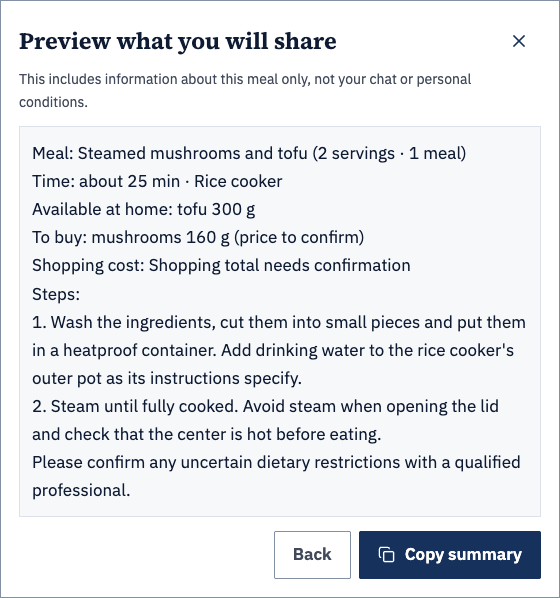 Preview what you will share
This includes information about this meal only, not your chat or personal
conditions.
Meal: Steamed mushrooms and tofu (2 servings · 1 meal)
Time: about 25 min · Rice cooker
Available at home: tofu 300 g
To buy: mushrooms 160 g (price to confirm)
Shopping cost: Shopping total needs confirmation
Steps:
1. Wash the ingredients, cut them into small pieces and put them
in a heatproof container. Add drinking water to the rice cooker's
outer pot as its instructions specify.
2. Steam until fully cooked. Avoid steam when opening the lid
and check that the center is hot before eating.
Please confirm any uncertain dietary restrictions with a qualified
professional.
Back
Copy summary